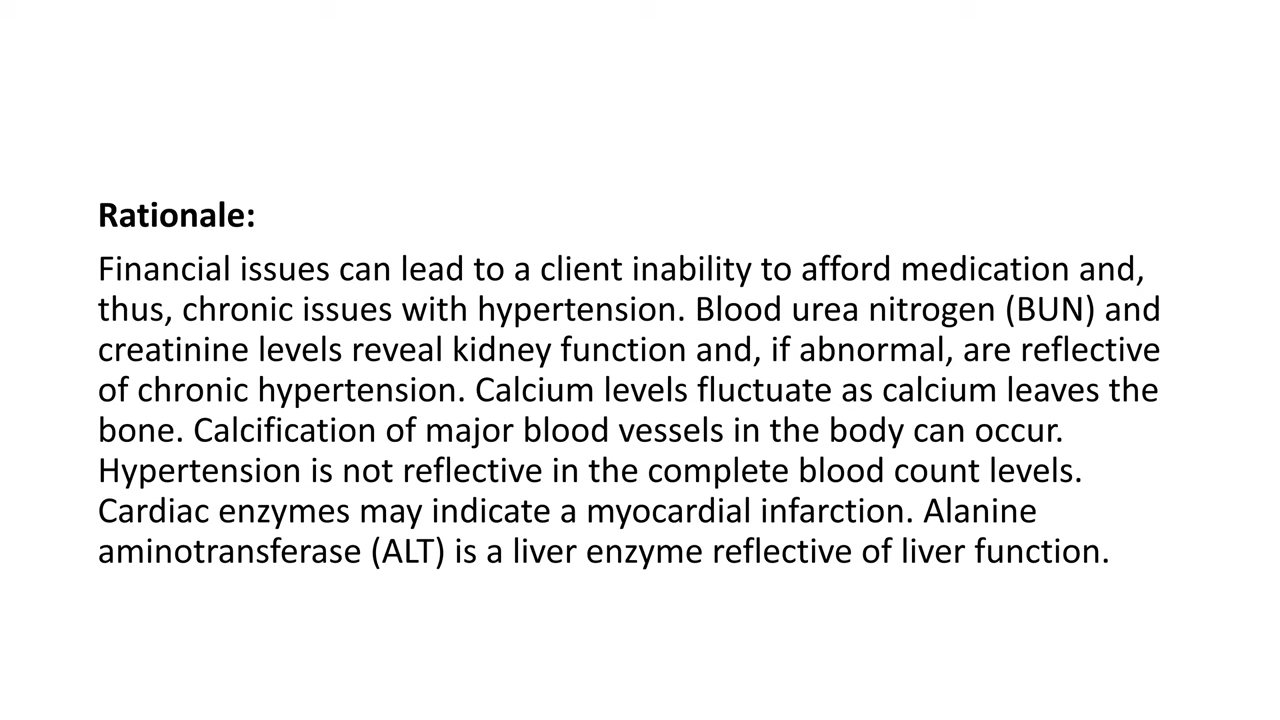 Rationale:
Financial issues can lead to a client inability to afford medication and,
thus, chronic issues with hypertension. Blood urea nitrogen (BUN) and
creatinine levels reveal kidney function and, if abnormal, are reflective
of chronic hypertension. Calcium levels fluctuate as calcium leaves the
bone. Calcification of major blood vessels in the body can occur.
Hypertension is not reflective in the complete blood count levels.
Cardiac enzymes may indicate a myocardial infarction. Alanine
aminotransferase (ALT) is a liver enzyme reflective of liver function.